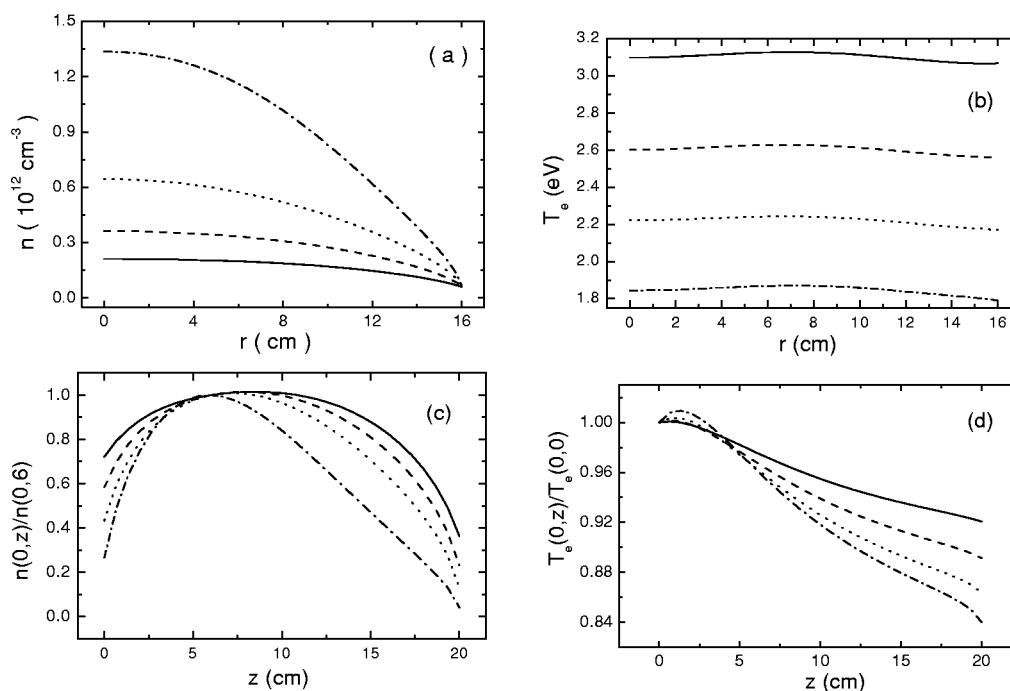 1.5
1.2
0.9
0.6
0.3
0.0
n ( 10^12 cm^-3
( a )
0 4 8 12 16
r ( cm )
3.2
3.0
2.8
2.6
2.4
2.2
2.0
1.8
T_e (eV)
(b)
0 2 4 6 8 10 12 14 16
r (cm)
1.0
0.8
0.6
0.4
0.2
0.0
n(0,z)/n(0,6)
(c)
0 5 10 15 20
z (cm)
1.00
0.96
0.92
0.88
0.84
T_e(0,z)/T_e(0,0)
(d)
0 5 10 15 20
z (cm)